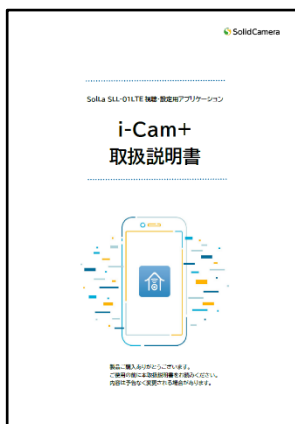 SolidCamera
Solla SLL-01LTE 視聴・設定用アプリケーション
i-Cam+
取扱説明書
製品ご購入ありがとうございます。
ご使用の前に本取扱説明書をお読みください。
内容は予告なく変更される場合があります。